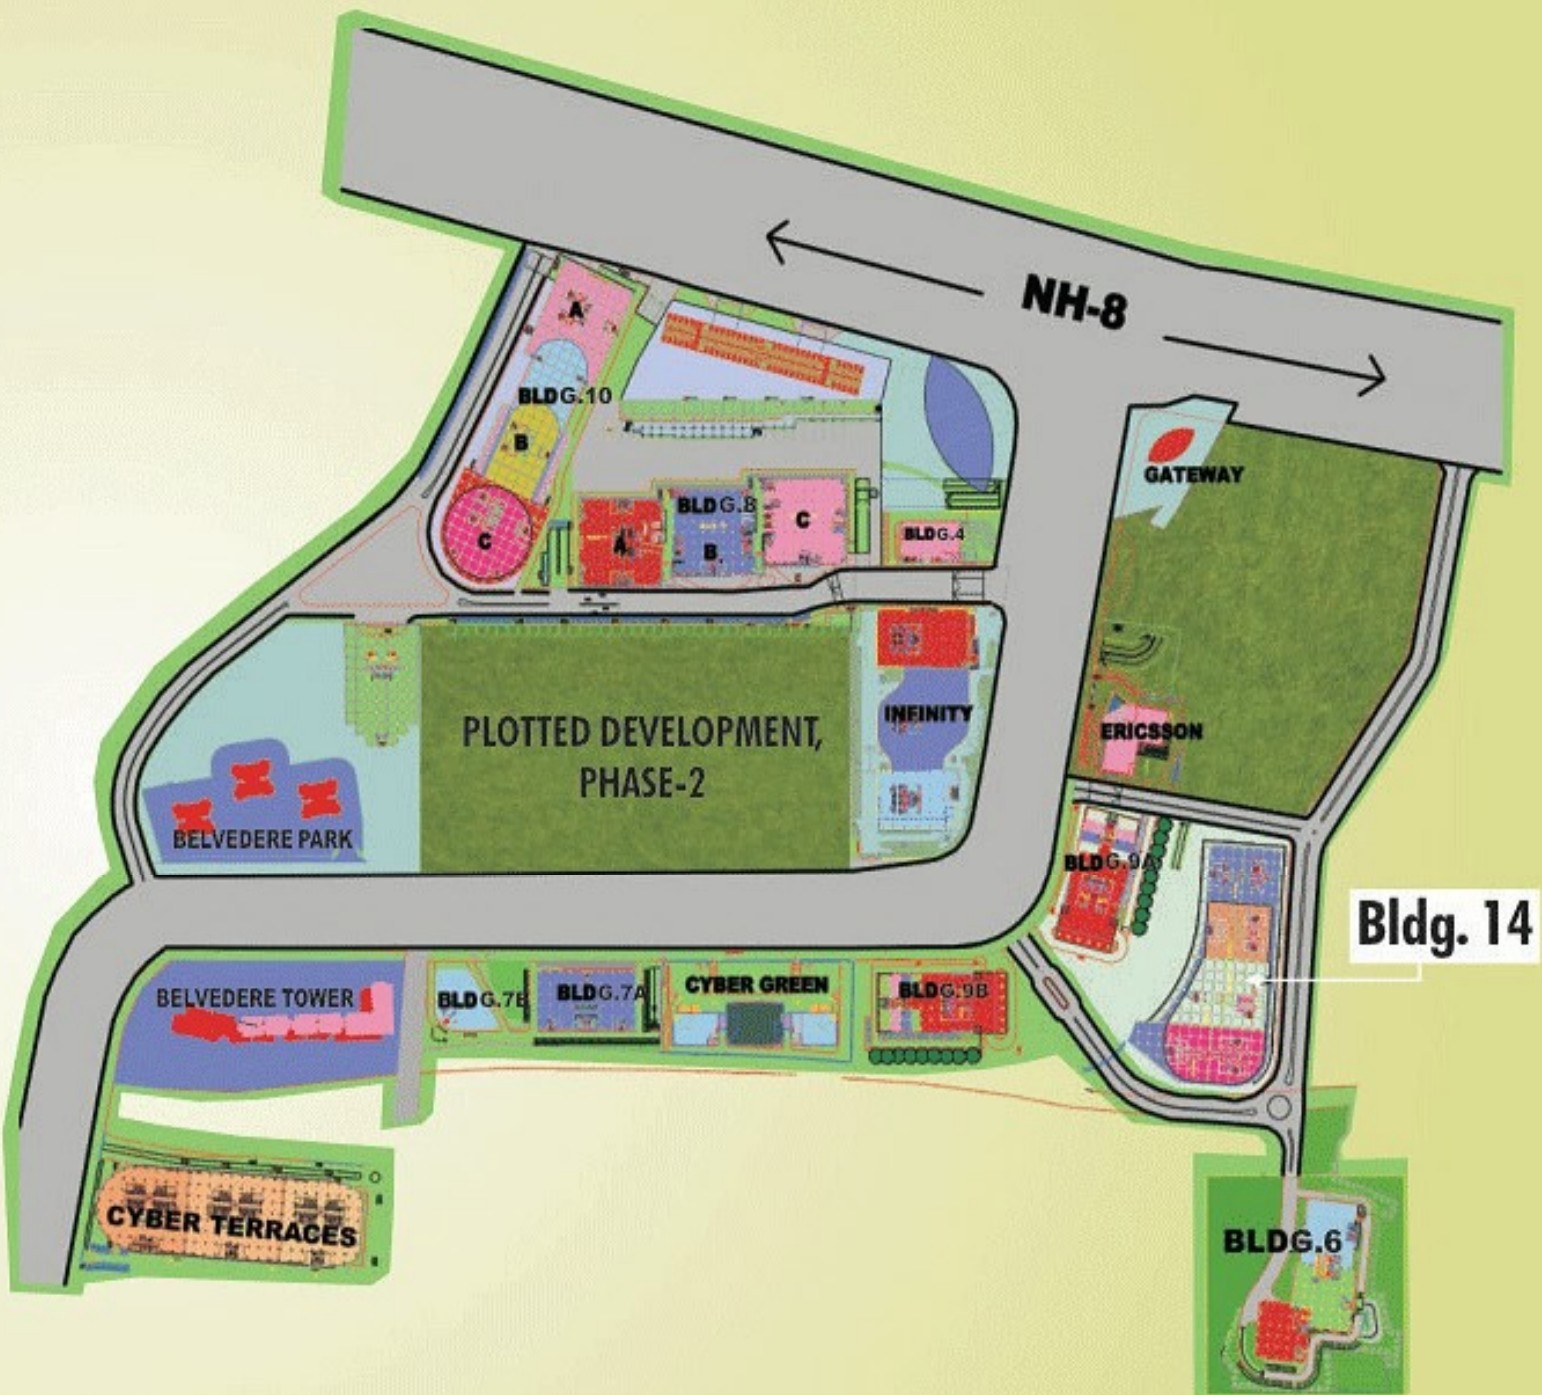 NH-8
A
BLDG.10
B
C
A
BLDG.8
B
C
BLDG.4
GATEWAY
PLOTTED DEVELOPMENT,
PHASE-2
INFINITY
ERICSSON
BELVEDERE PARK
BLDG.9A
Bldg. 14
BELVEDERE TOWER
BLDG.7B
BLDG.7A
CYBER GREEN
BLDG.9B
CYBER TERRACES
BLDG.6